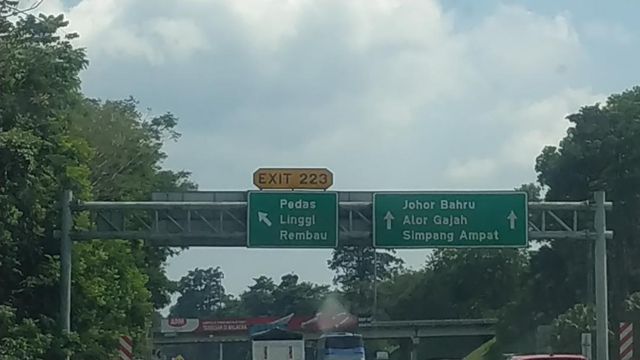 EXIT 223
Pedas
Linggi
Rembau
Johor Bahru
Alor Gajah
Simpang Ampat